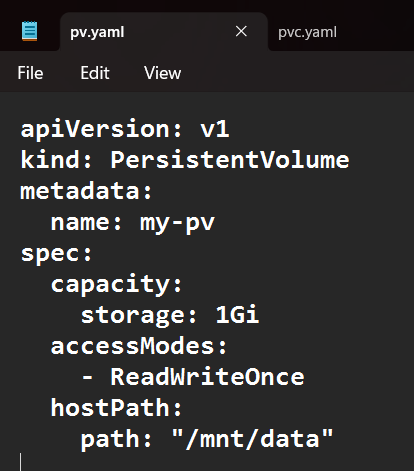 pv.yaml pvc.yaml
File Edit View
apiVersion: v1
kind: PersistentVolume
metadata:
  name: my-pv
spec:
  capacity:
    storage: 1Gi
  accessModes:
    - ReadWriteOnce
  hostPath:
    path: "/mnt/data"